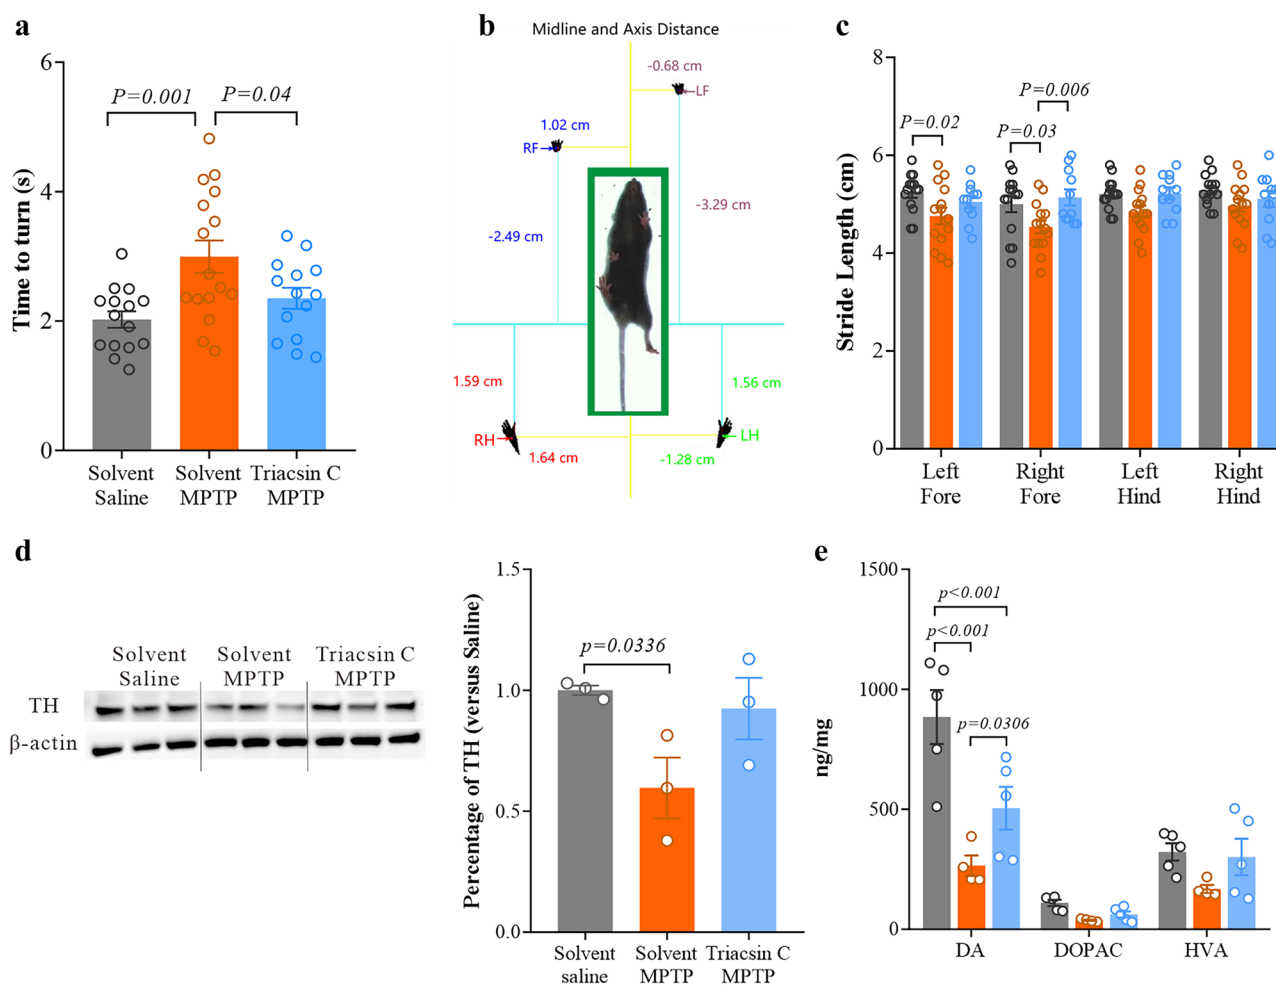 a
6
4
2
0
Time to turn (s)
P=0.001
P=0.04
Solvent
Saline
Solvent
MPTP
Triacsin C
MPTP
b
Midline and Axis Distance
-0.68 cm
LF
1.02 cm
RF
-3.29 cm
-2.49 cm
1.59 cm
1.56 cm
RH
LH
1.64 cm
-1.28 cm
c
8
6
4
2
0
Stride Length (cm)
P=0.02
P=0.03
P=0.006
Left
Fore
Right
Fore
Left
Hind
Right
Hind
d
Solvent
Saline
Solvent
MPTP
Triacsin C
MPTP
TH
β-actin
1.5
1.0
0.5
0.0
Percentage of TH (versus Saline)
p=0.0336
Solvent
saline
Solvent
MPTP
Triacsin C
MPTP
e
1500
1000
500
0
ng/mg
p<0.001
p<0.001
p=0.0306
DA
DOPAC
HVA